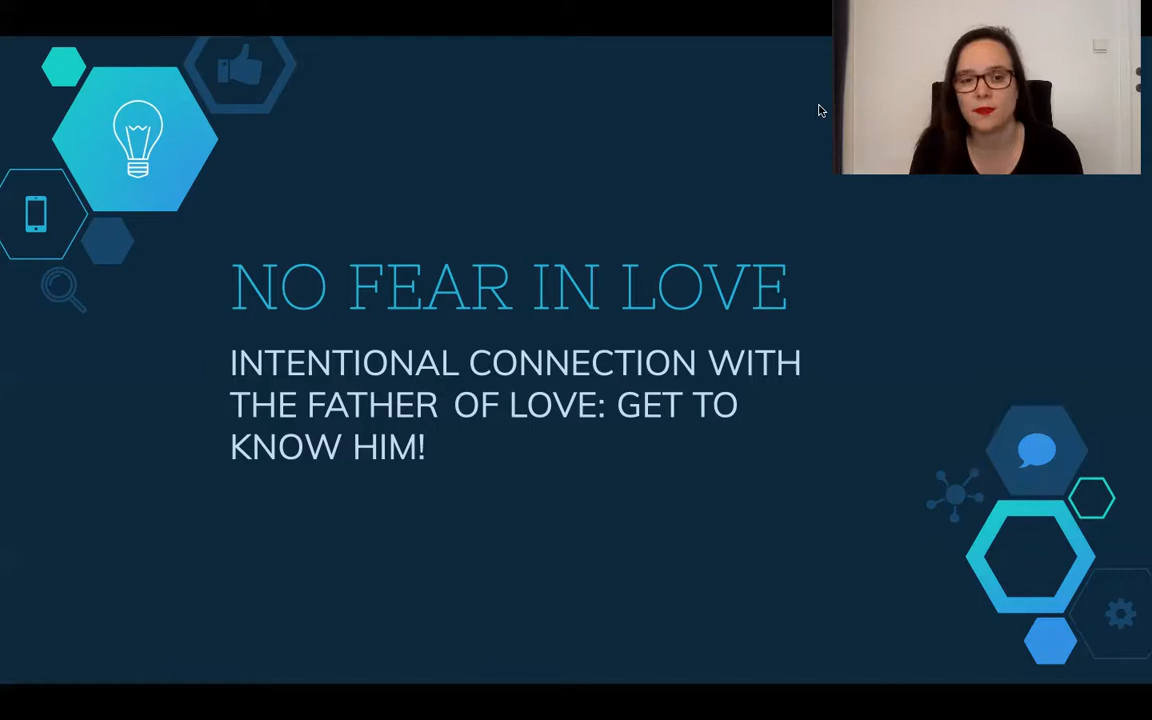 NO FEAR IN LOVE
INTENTIONAL CONNECTION WITH
THE FATHER OF LOVE: GET TO
KNOW HIM!